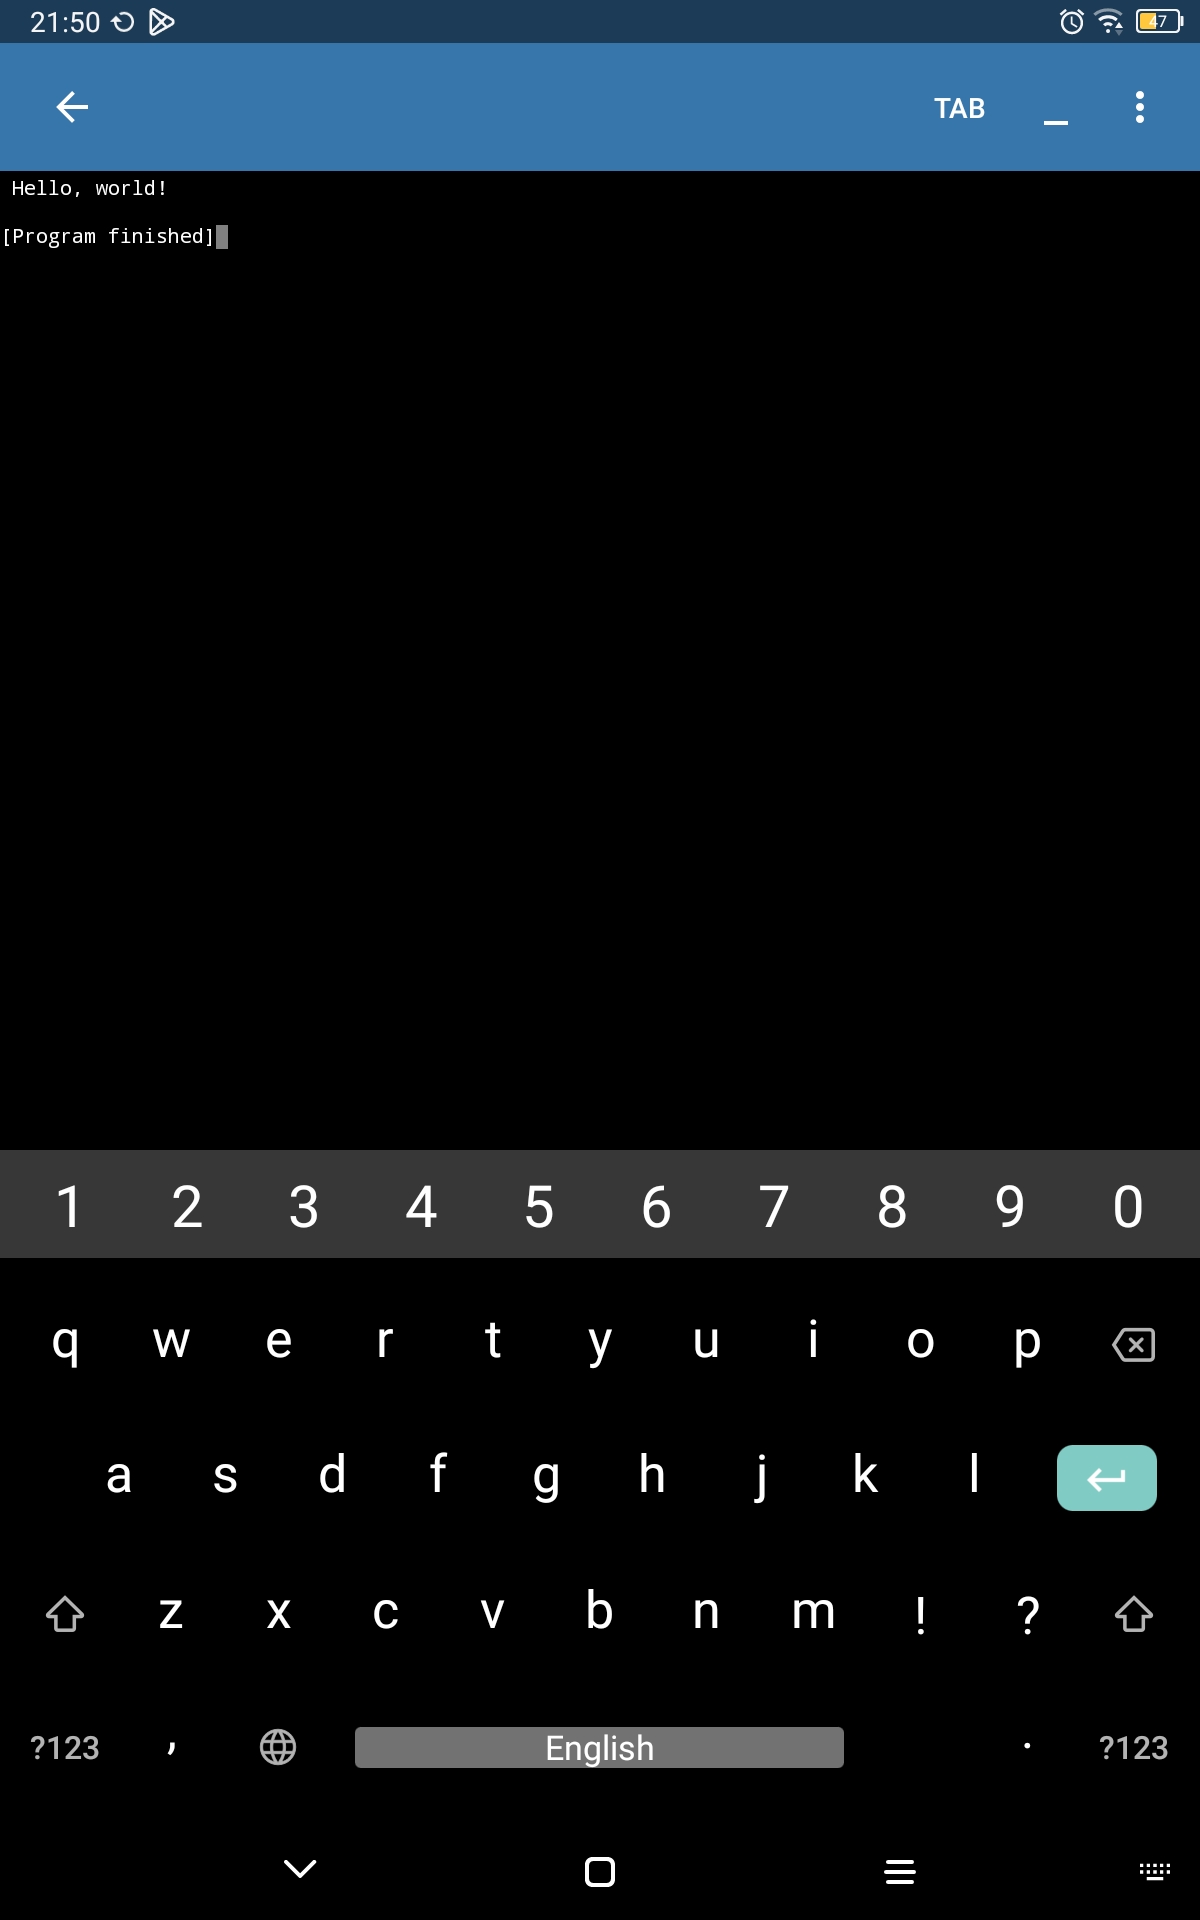 21:50 47
TAB _
Hello, world!
[Program finished]
1 2 3 4 5 6 7 8 9 0
q w e r t y u i o p
a s d f g h j k l
z x c v b n m ! ?
?123 , English . ?123